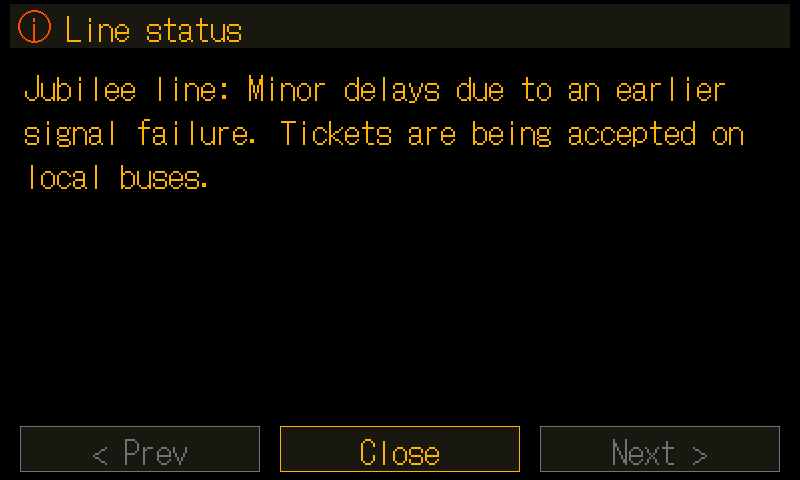 Line status
Jubilee line: Minor delays due to an earlier
signal failure. Tickets are being accepted on
local buses.
< Prev
Close
Next >